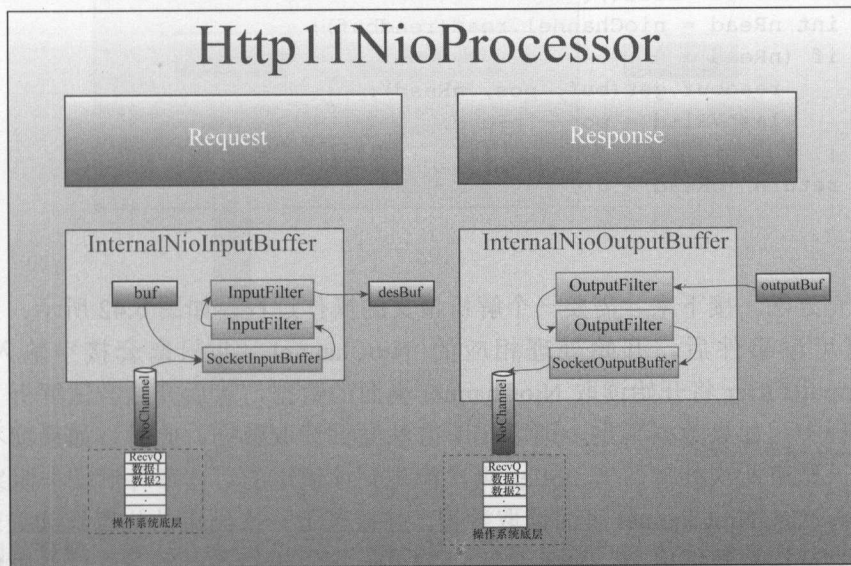 Http11NioProcessor
Request
Response
InternalNioInputBuffer
buf
InputFilter
InputFilter
SocketInputBuffer
desBuf
NoChannel
RecvQ
数据1
数据2
操作系统底层
InternalNioOutputBuffer
OutputFilter
OutputFilter
SocketOutputBuffer
outputBuf
NoChannel
RecvQ
数据1
数据2
操作系统底层